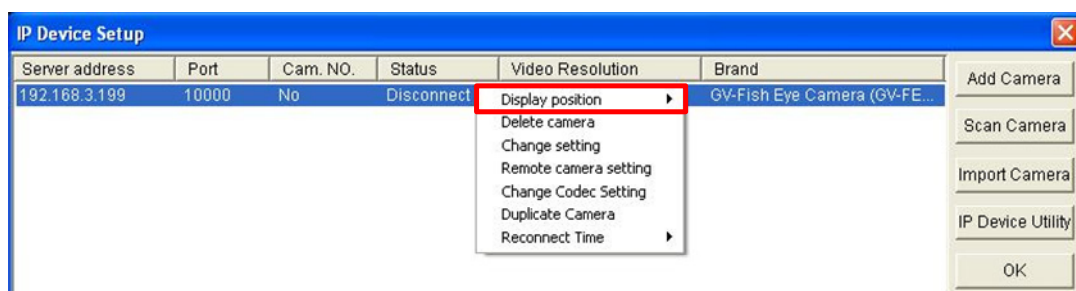 IP Device Setup
Server address Port Cam. NO. Status Video Resolution Brand
192.168.3.199 10000 No Disconnect GV-Fish Eye Camera (GV-FE...
Display position
Delete camera
Change setting
Remote camera setting
Change Codec Setting
Duplicate Camera
Reconnect Time
Add Camera
Scan Camera
Import Camera
IP Device Utility
OK